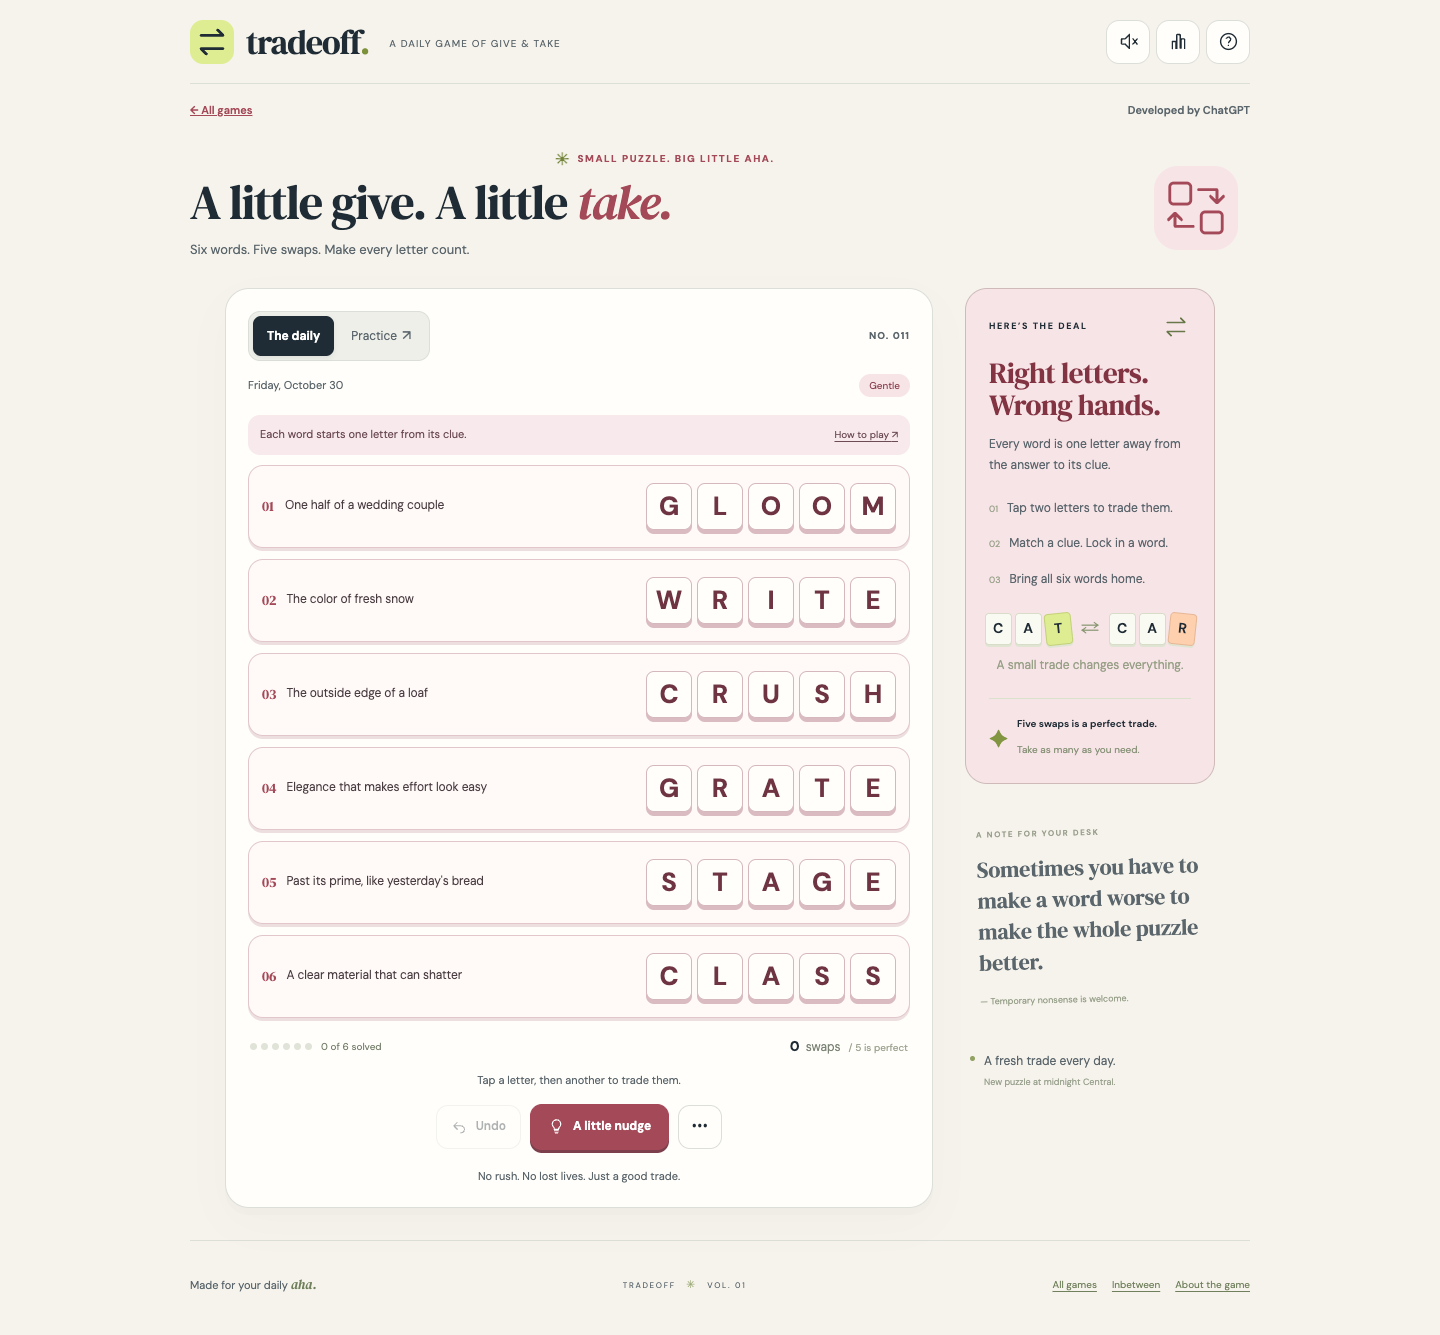 tradeoff.
A DAILY GAME OF GIVE & TAKE
← All games
Developed by ChatGPT
SMALL PUZZLE. BIG LITTLE AHA.
A little give. A little take.
Six words. Five swaps. Make every letter count.
The daily
Practice ↗
NO. 011
Friday, October 30
Gentle
Each word starts one letter from its clue.
How to play ↗
01 One half of a wedding couple
G L O O M
02 The color of fresh snow
W R I T E
03 The outside edge of a loaf
C R U S H
04 Elegance that makes effort look easy
G R A T E
05 Past its prime, like yesterday's bread
S T A G E
06 A clear material that can shatter
C L A S S
0 of 6 solved
0 swaps / 5 is perfect
Tap a letter, then another to trade them.
Undo
A little nudge
•••
No rush. No lost lives. Just a good trade.
HERE'S THE DEAL
Right letters.
Wrong hands.
Every word is one letter away from
the answer to its clue.
01 Tap two letters to trade them.
02 Match a clue. Lock in a word.
03 Bring all six words home.
C A T ⇄ C A R
A small trade changes everything.
Five swaps is a perfect trade.
Take as many as you need.
A NOTE FOR YOUR DESK
Sometimes you have to
make a word worse to
make the whole puzzle
better.
— Temporary nonsense is welcome.
A fresh trade every day.
New puzzle at midnight Central.
Made for your daily aha.
TRADEOFF ✳ VOL. 01
All games
Inbetween
About the game